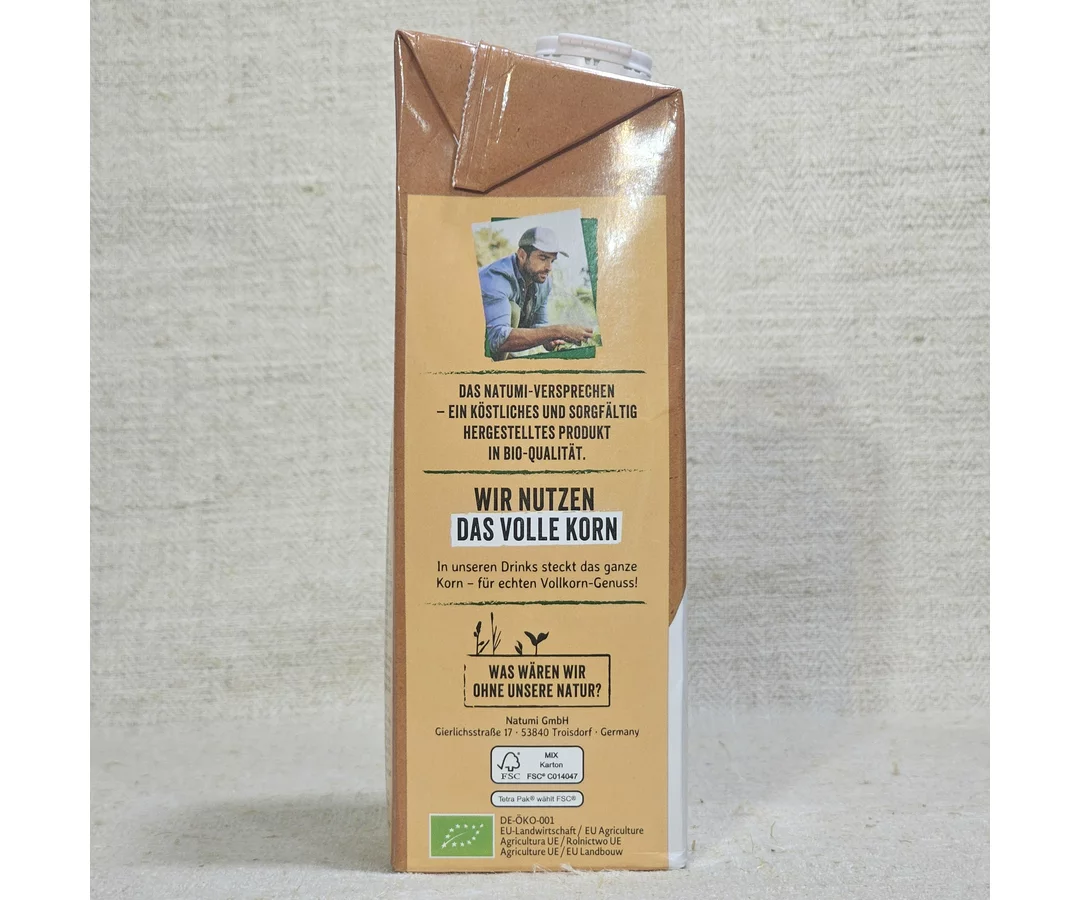 DAS NATUMI-VERSPRECHEN
– EIN KÖSTLICHES UND SORGFÄLTIG
HERGESTELLTES PRODUKT
IN BIO-QUALITÄT.
WIR NUTZEN
DAS VOLLE KORN
In unseren Drinks steckt das ganze
Korn – für echten Vollkorn-Genuss!
WAS WÄREN WIR
OHNE UNSERE NATUR?
Natumi GmbH
Gierlichsstraße 17 · 53840 Troisdorf · Germany
MIX
Karton
FSC FSC® C014047
Tetra Pak® wählt FSC®
DE-ÖKO-001
EU-Landwirtschaft / EU Agriculture
Agricultura UE / Rolnictwo UE
Agriculture UE / EU Landbouw